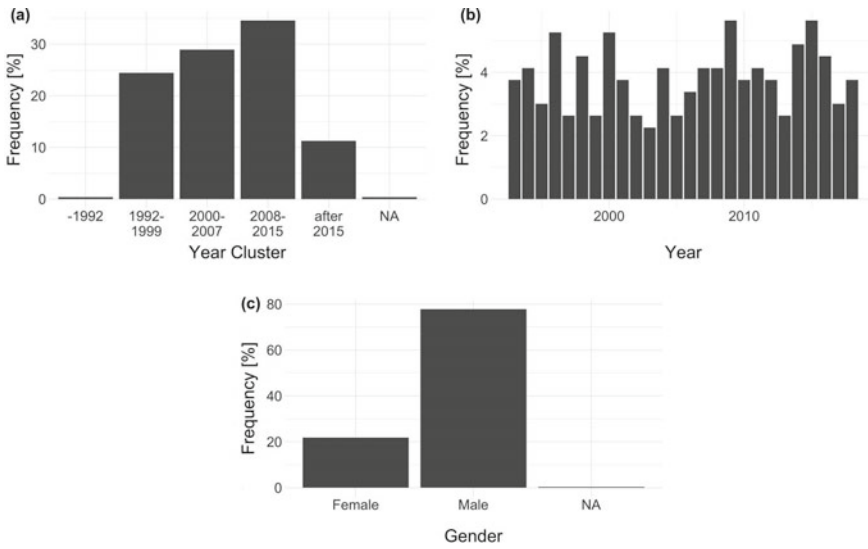 (a)
Frequency [%]
30
20
10
0
-1992
1992-
1999
2000-
2007
2008-
2015
after
2015
NA
Year Cluster
(b)
Frequency [%]
4
2
0
2000
2010
Year
(c)
Frequency [%]
80
60
40
20
0
Female
Male
NA
Gender